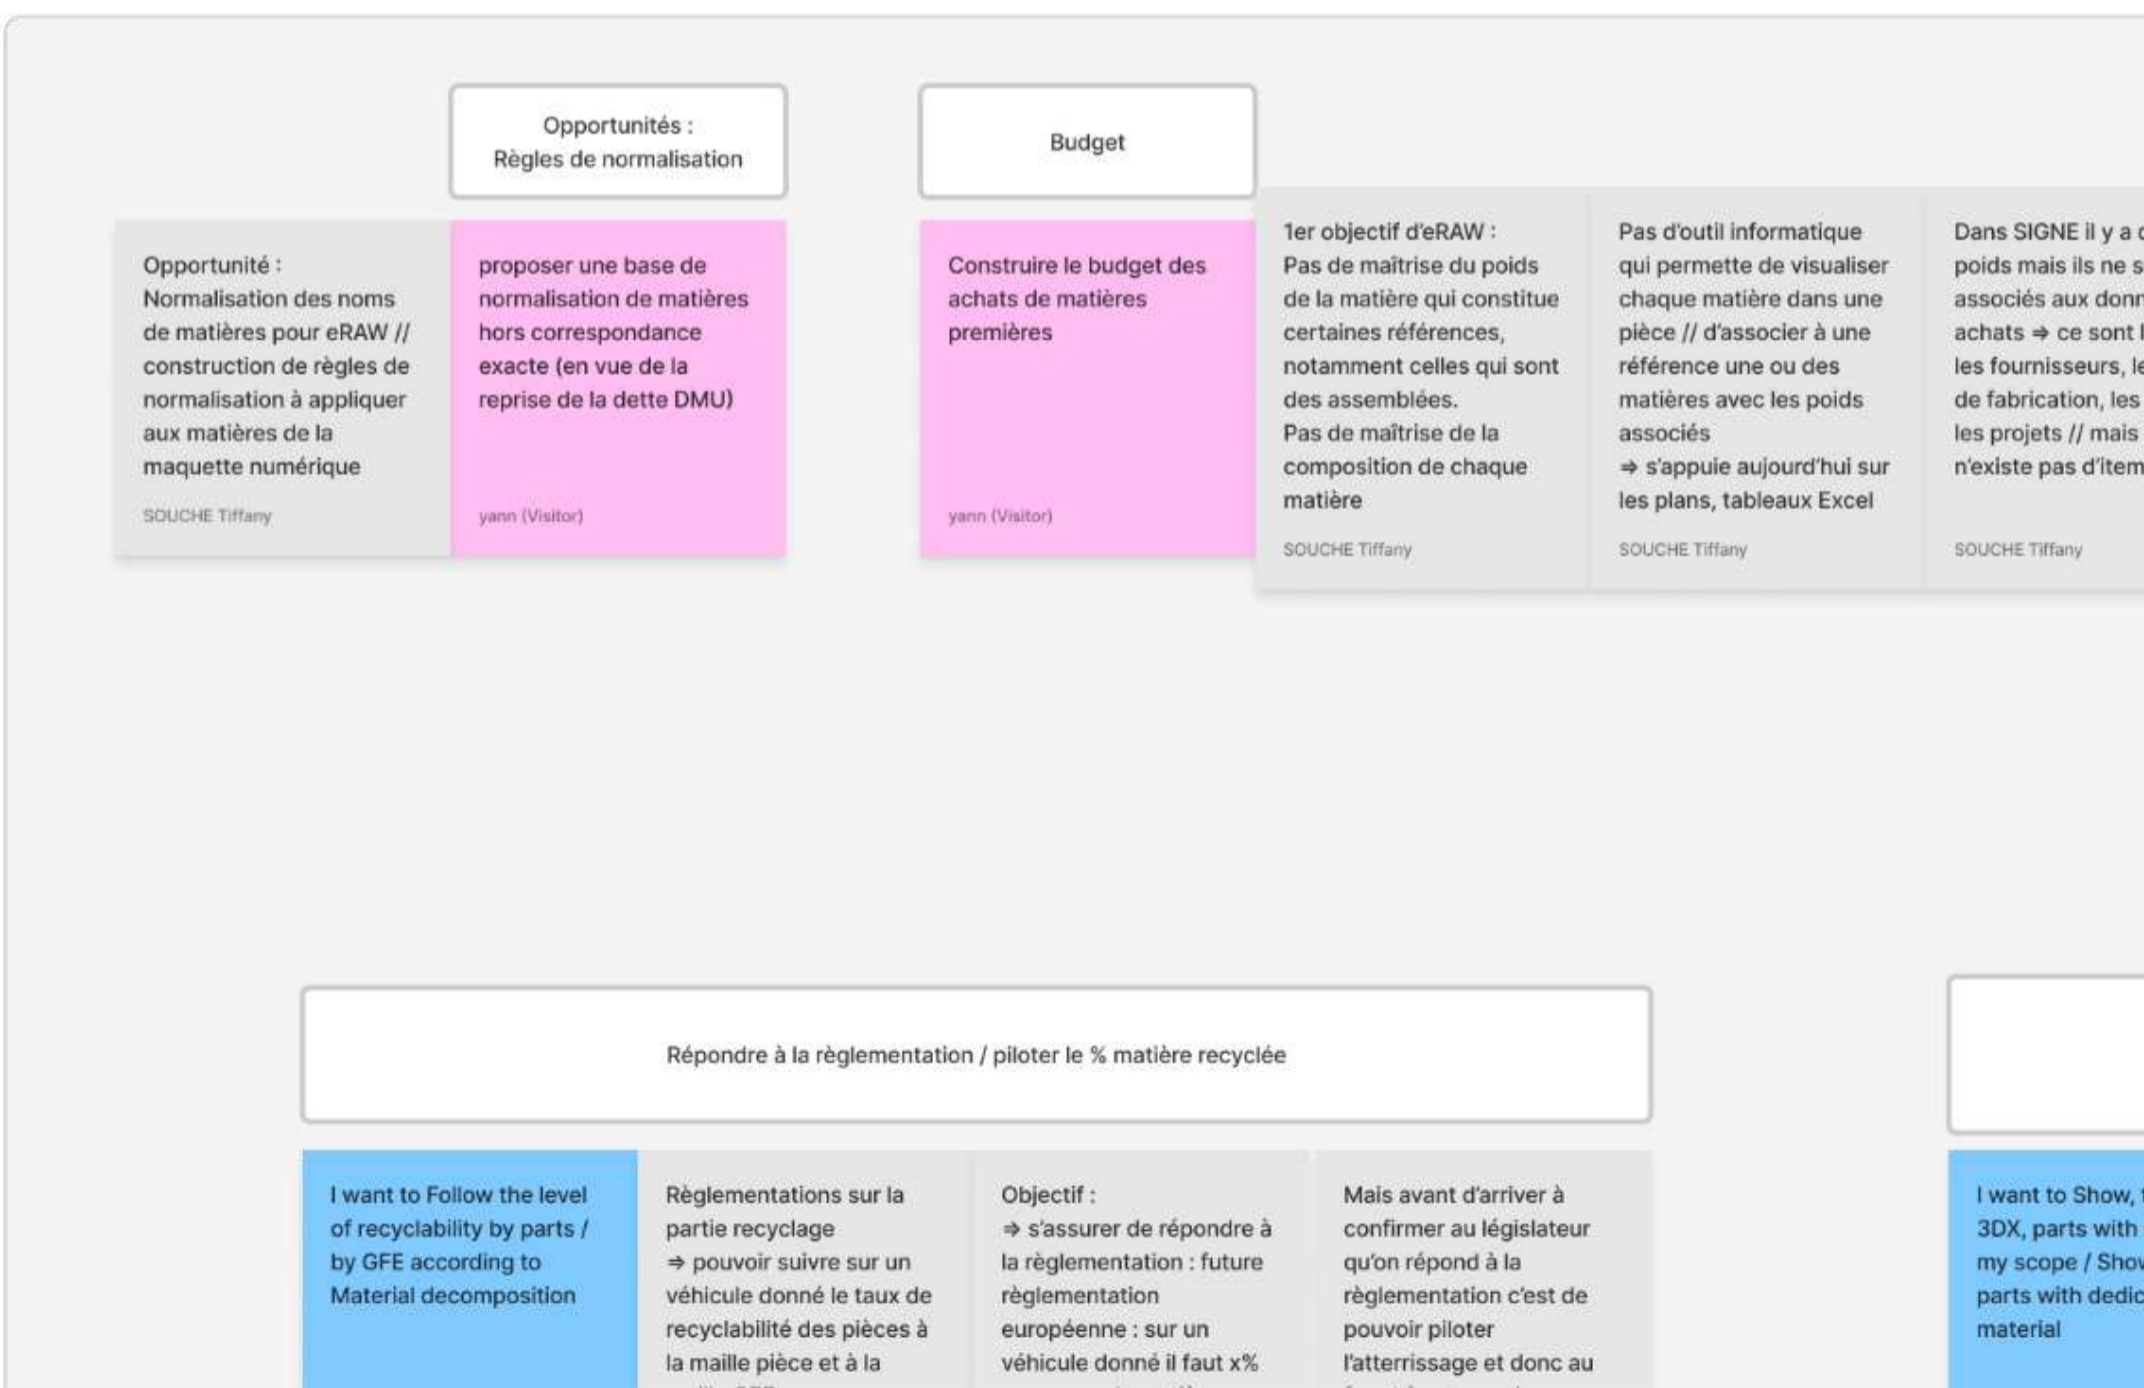 Opportunités :
Règles de normalisation
Budget
Opportunité :
Normalisation des noms
de matières pour eRAW //
construction de règles de
normalisation à appliquer
aux matières de la
maquette numérique
SOUCHE Tiffany
proposer une base de
normalisation de matières
hors correspondance
exacte (en vue de la
reprise de la dette DMU)
yann (Visitor)
Construire le budget des
achats de matières
premières
yann (Visitor)
1er objectif d'eRAW :
Pas de maîtrise du poids
de la matière qui constitue
certaines références,
notamment celles qui sont
des assemblées.
Pas de maîtrise de la
composition de chaque
matière
SOUCHE Tiffany
Pas d'outil informatique
qui permette de visualiser
chaque matière dans une
pièce // d'associer à une
référence une ou des
matières avec les poids
associés
⇒ s'appuie aujourd'hui sur
les plans, tableaux Excel
SOUCHE Tiffany
Dans SIGNE il y a
poids mais ils ne
associés aux
achats ⇒ ce sont
les fournisseurs,
de fabrication, les
les projets // mais
n'existe pas d'item
SOUCHE Tiffany
Répondre à la règlementation / piloter le % matière recyclée
I want to Follow the level
of recyclability by parts /
by GFE according to
Material decomposition
Règlementations sur la
partie recyclage
⇒ pouvoir suivre sur un
véhicule donné le taux de
recyclabilité des pièces à
la maille pièce et à la
Objectif :
⇒ s'assurer de répondre à
la règlementation : future
règlementation
européenne : sur un
véhicule donné il faut x%
Mais avant d'arriver à
confirmer au législateur
qu'on répond à la
règlementation c'est de
pouvoir piloter
l'atterrissage et donc au
I want to Show,
3DX, parts with
my scope /
parts with
material